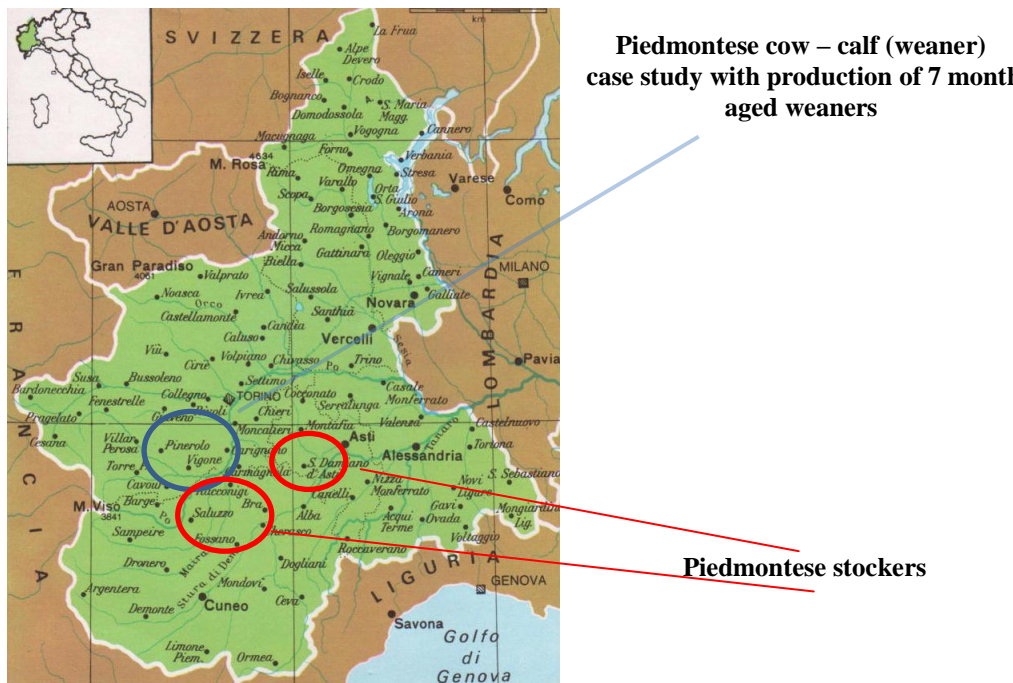 km
SVIZZERA
La Frua
Alpe
Devero
Iselle
Crodo
Bognanco
S. Maria
Magg.
Domodossola
Vogogna
Cannero
Macugnaga
Forno
Verbania
M. Rosa 4634
Omegna
Stresa
Rima
Varallo
Orta
S. Giulio
Varese
Scopa
Arona
Como
AOSTA
Borgosesia
VALLE D'AOSTA
Romagnano
Borgomanero
Andorno
Micca
Gattinara
Oleggio
Biella
Gran Paradiso
4061
Valprato
Vignale
Cameri
MILANO
Noasca
Orco
Ivrea
Salussola
Galliate
Novara
Castellamonte
Santhià
Candia
Vercelli
Caluso
Sesia
LOMBARDIA
Viù
Volpiano
Ciriè
Chivasso
Po
Trino
Pavia
Susa
Bussoleno
Settimo
Casale
Monferrato
Bardonecchia
Collegno
TORINO
Cocconato
Fenestrelle
Rivoli
Serralunga
Pragelato
Giaveno
Chieri
Valenza
Moncalieri
Montafia
Castelnuovo
Cesana
Villar
Perosa
Pinerolo
Asti
Tanaro
Carignano
Alessandria
Tortona
Vigone
S. Damiano
d'Asti
Torre P
Carmagnola
Nizza
Monferrato
Novi
Ligure
S. Sebastiano
Cavour
Racconigi
Canelli
M. Viso
3841
Barge
Bra
Gavi
Mongiardino
Lig.
Po
Saluzzo
Alba
Acqui
Terme
Ovada
Sampeire
Fossano
Cherasco
Voltaggio
Maira
Roccaverano
Dronero
Stura di Dem
Dogliani
Mondovì
LIGURIA
GENOVA
Argentera
Cuneo
Ceva
Demonte
Savona
Limone
Piem.
Ormea
Golfo
di
Genova
FRANCIA
Piedmontese cow – calf (weaner)
case study with production of 7 month
aged weaners
Piedmontese stockers